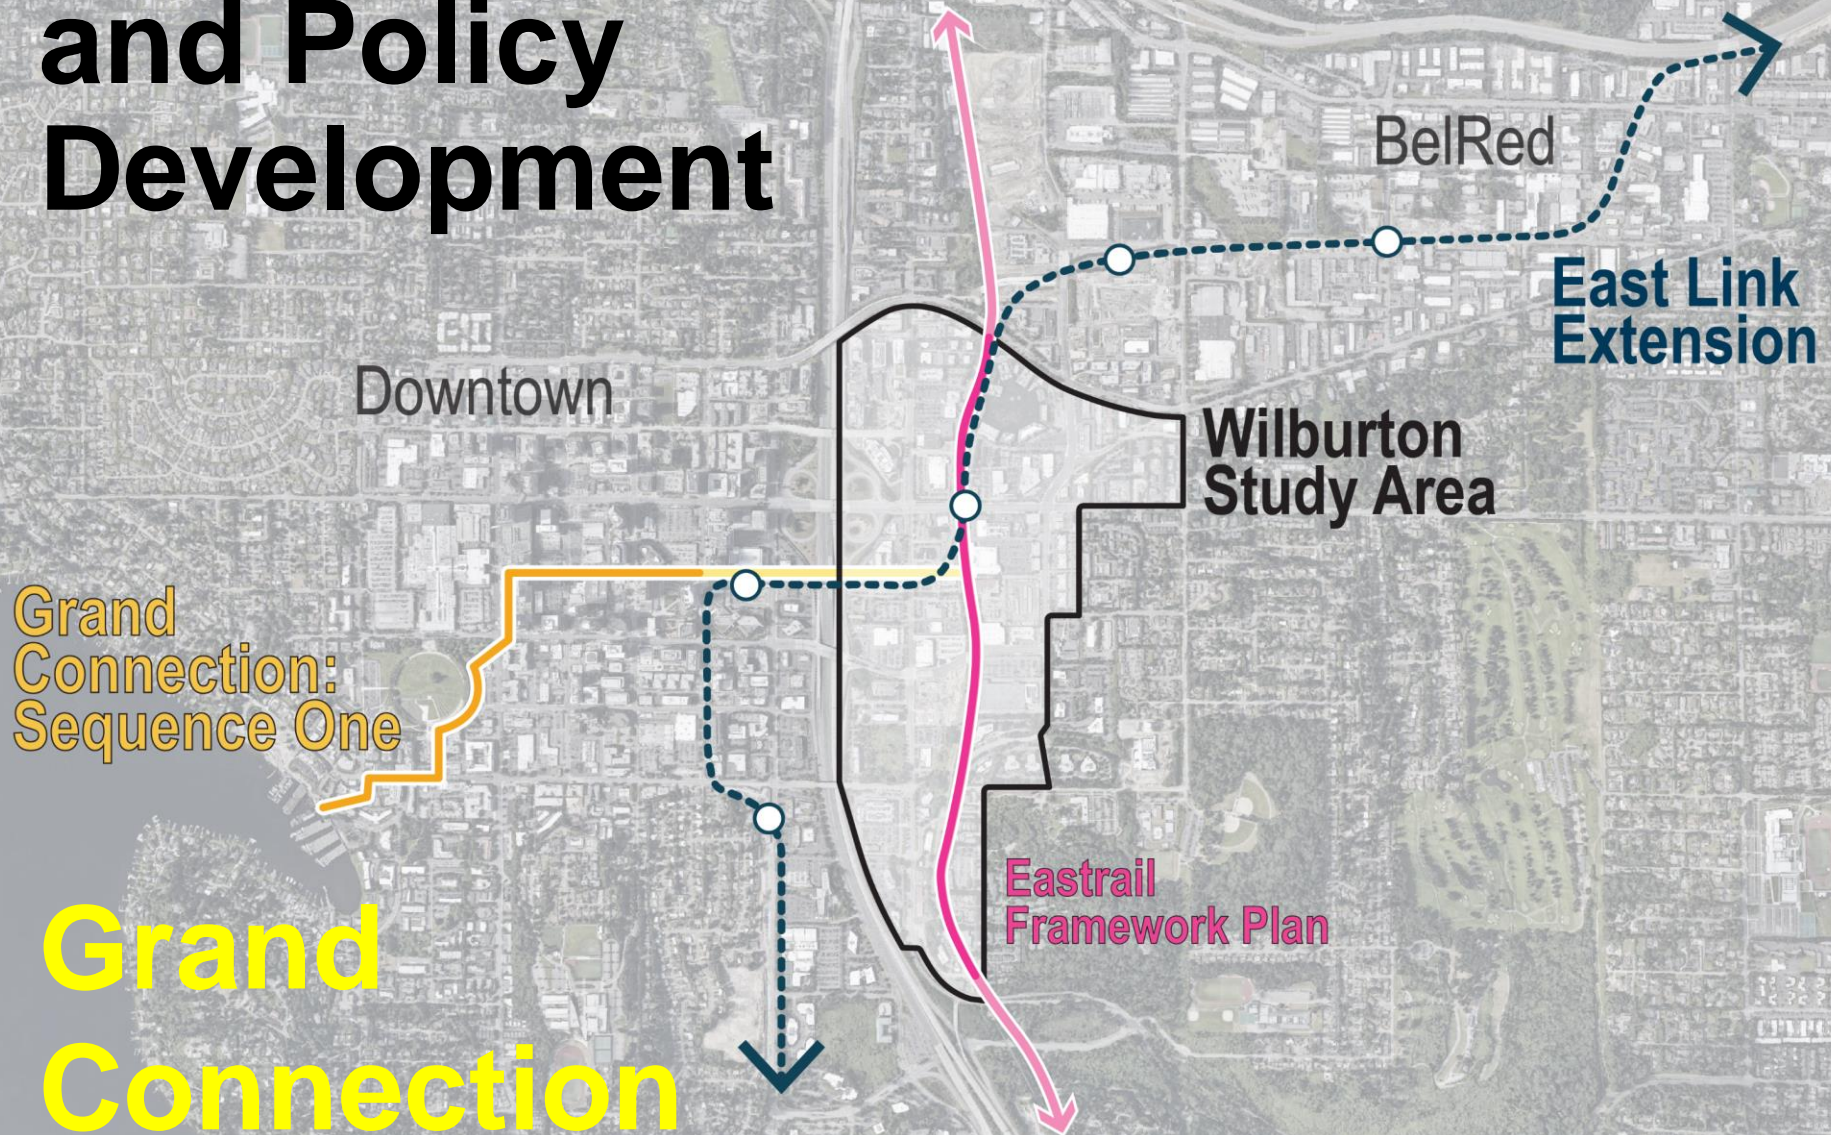 and Policy
Development
BelRed
East Link
Extension
Downtown
Wilburton
Study Area
Grand
Connection:
Sequence One
Eastrail
Framework Plan
Grand
Connection